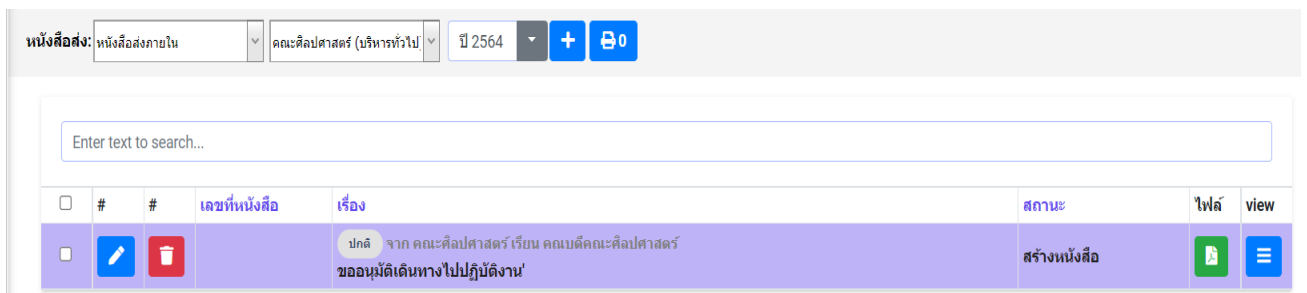 หนังสือส่ง: หนังสือส่งภายใน คณะศิลปศาสตร์ (บริหารทั่วไป ปี 2564 + 0
Enter text to search...
# # เลขที่หนังสือ เรื่อง สถานะ ไฟล์ view
ปกติ จาก คณะศิลปศาสตร์ เรียน คณบดีคณะศิลปศาสตร์
ขออนุมัติเดินทางไปปฏิบัติงาน' สร้างหนังสือ